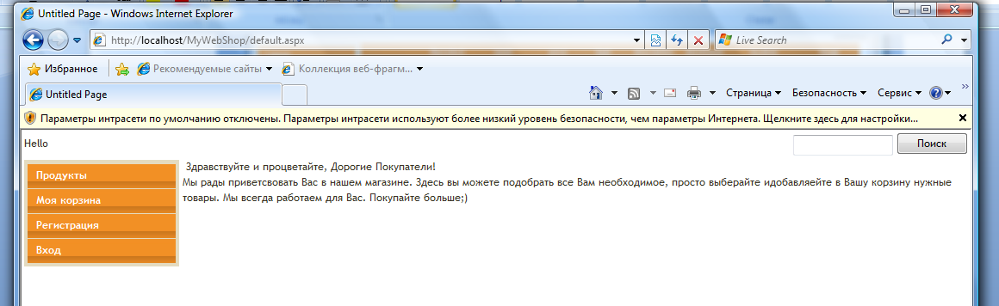 Untitled Page - Windows Internet Explorer
http://localhost/MyWebShop/default.aspx
Live Search
Избранное
Рекомендуемые сайты
Коллекция веб-фрагм...
Untitled Page
Страница
Безопасность
Сервис
Параметры интрасети по умолчанию отключены. Параметры интрасети используют более низкий уровень безопасности, чем параметры Интернета. Щелкните здесь для настройки...
Hello
Поиск
Продукты
Моя корзина
Регистрация
Вход
Здравствуйте и процветайте, Дорогие Покупатели!
Мы рады приветсвовать Вас в нашем магазине. Здесь вы можете подобрать все Вам необходимое, просто выберайте идобавляейте в Вашу корзину нужные
товары. Мы всегда работаем для Вас. Покупайте больше;)